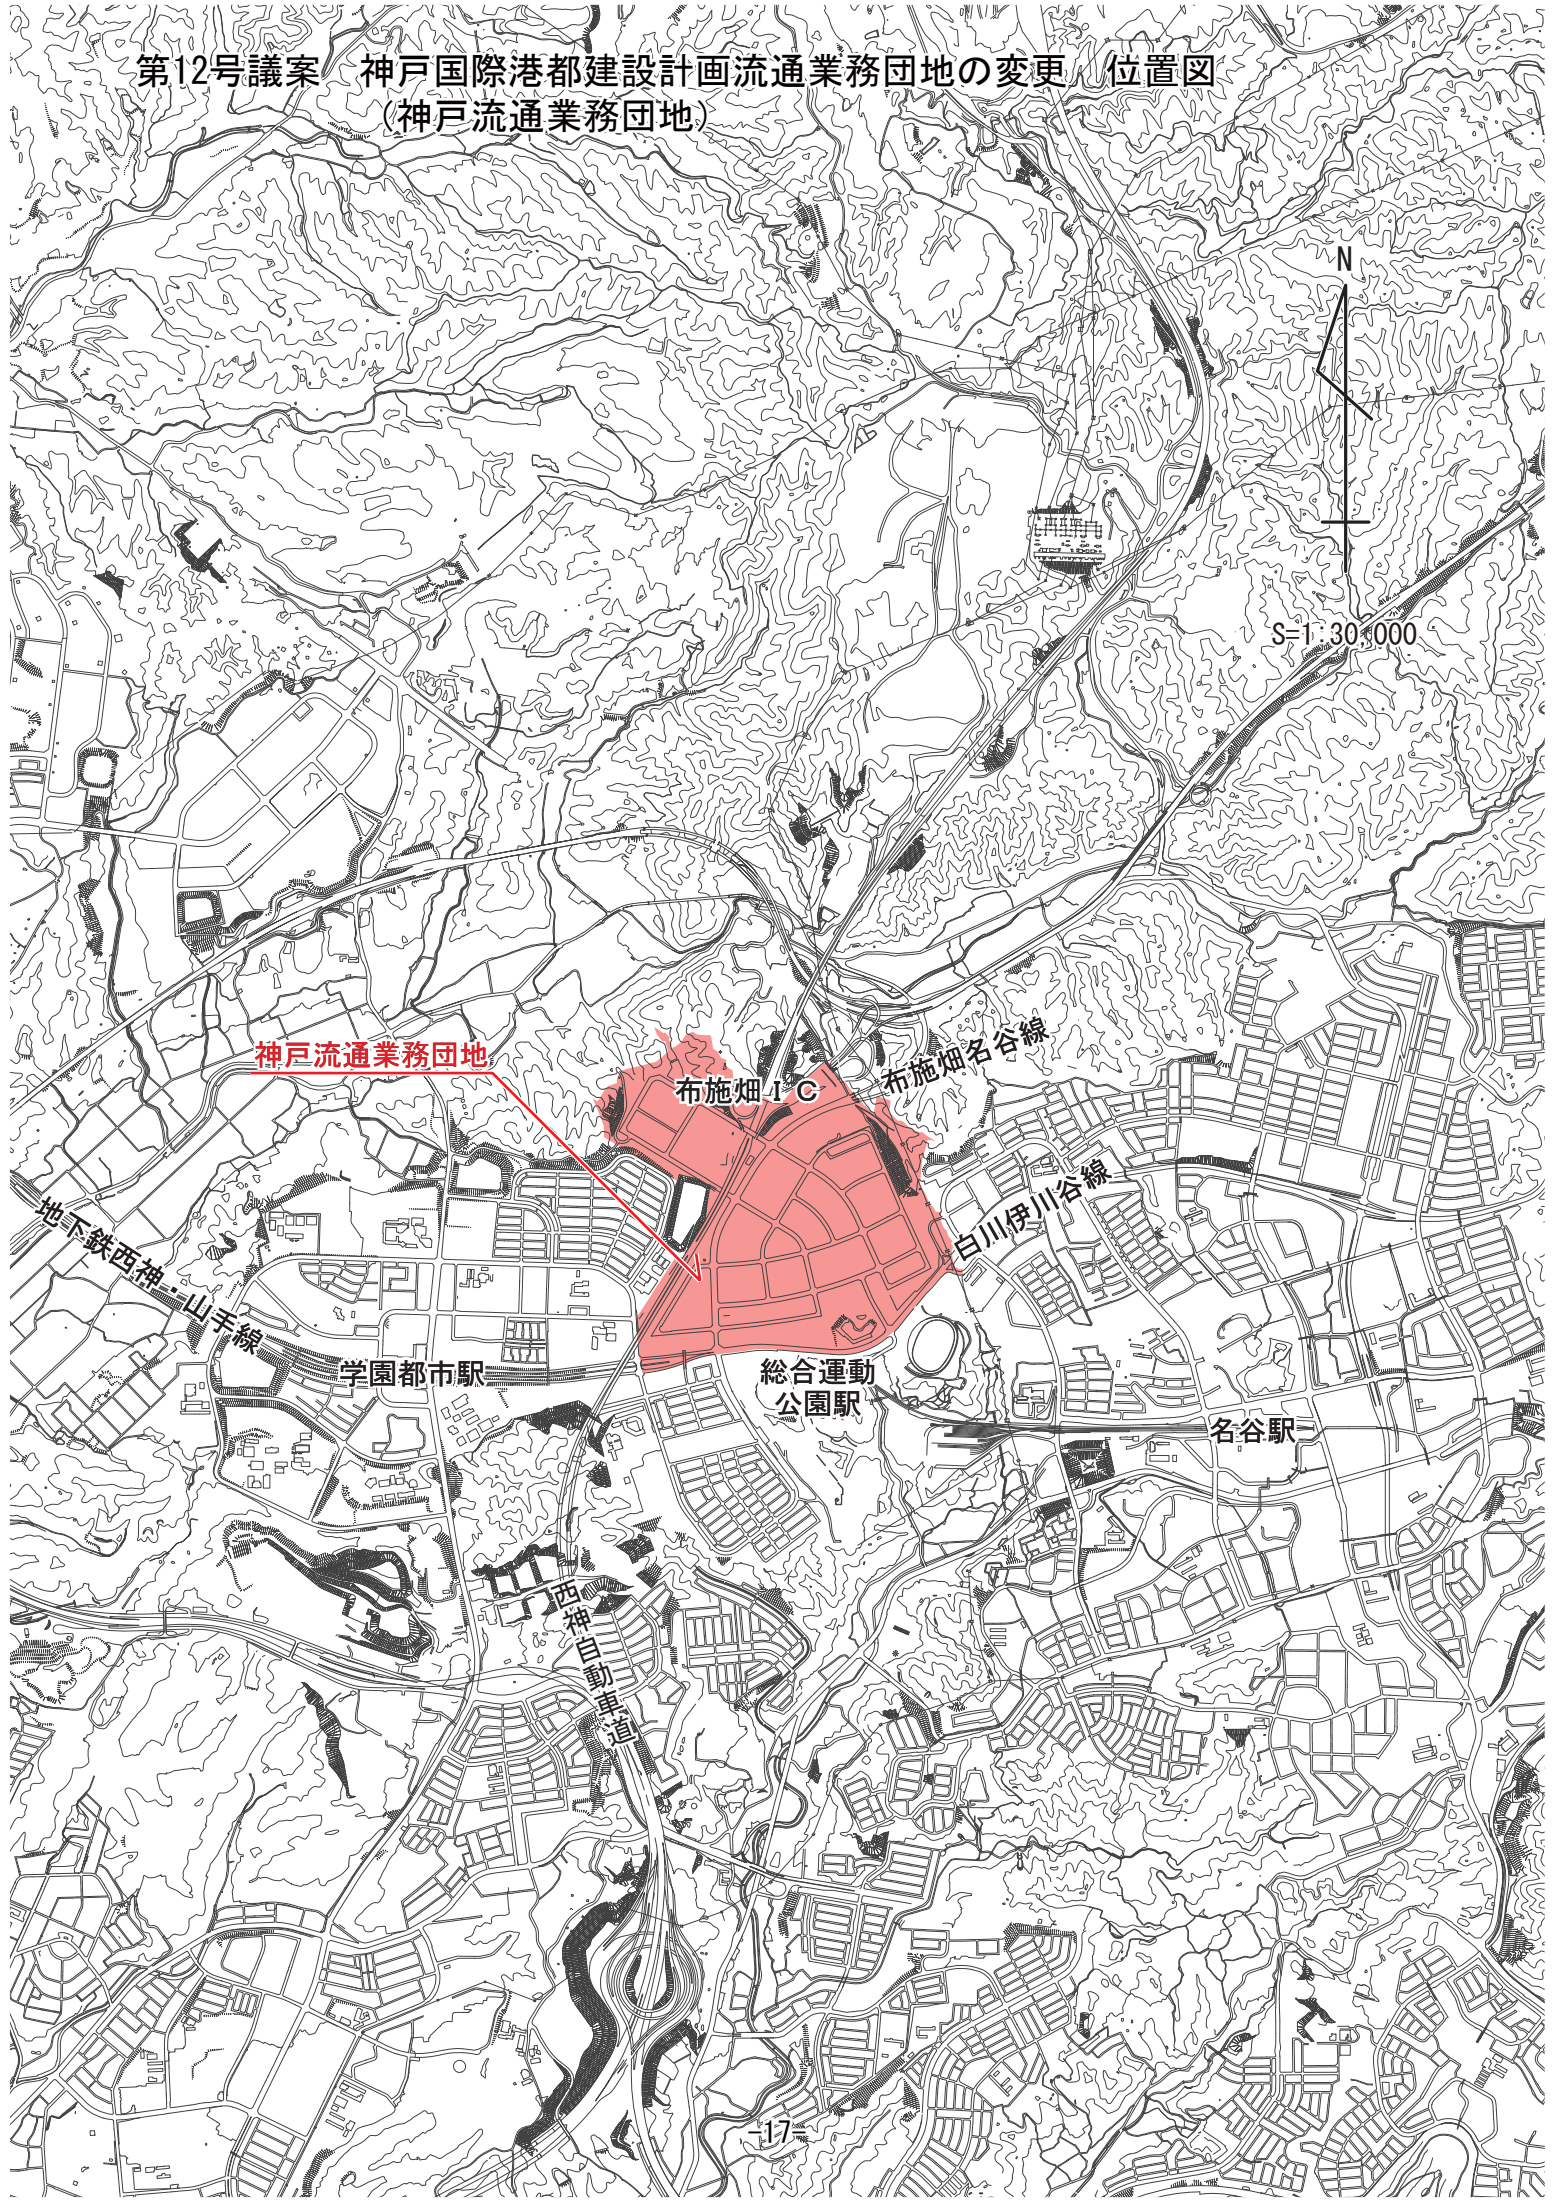 第12号議案　神戸国際港都建設計画流通業務団地の変更　位置図
(神戸流通業務団地)
N
S=1:30,000
神戸流通業務団地
布施畑ＩＣ
布施畑名谷線
白川伊川谷線
地下鉄西神・山手線
学園都市駅
総合運動
公園駅
名谷駅
西神自動車道
-17-